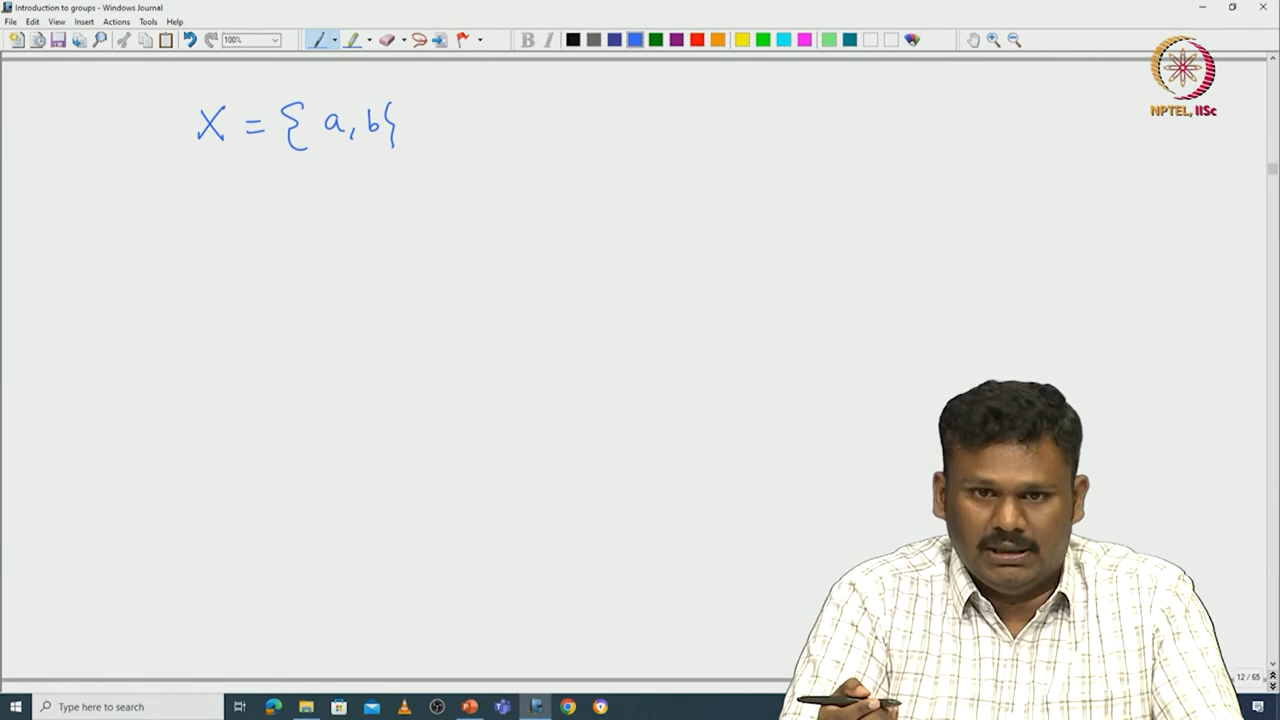 Introduction to groups - Windows Journal
File Edit View Insert Actions Tools Help
100%
B I
NPTEL, IISc
X = { a, b}
12 / 65
Type here to search